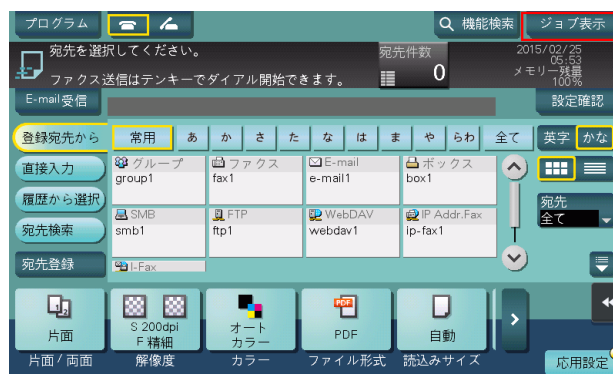 プログラム
機能検索
ジョブ表示
宛先を選択してください。
ファクス送信はテンキーでダイアル開始できます。
宛先件数
0
2015/02/25
05:53
メモリー残量
100%
E-mail受信
設定確認
登録宛先から
常用
あ
か
さ
た
な
は
ま
や
らわ
全て
英字
かな
直接入力
グループ
group1
ファクス
fax1
E-mail
e-mail1
ボックス
box1
履歴から選択
宛先
全て
宛先検索
SMB
smb1
FTP
ftp1
WebDAV
webdav1
IP Addr.Fax
ip-fax1
宛先登録
I-Fax
片面
S 200dpi
F 精細
オート
カラー
PDF
PDF
自動
片面/両面
解像度
カラー
ファイル形式
読込みサイズ
応用設定